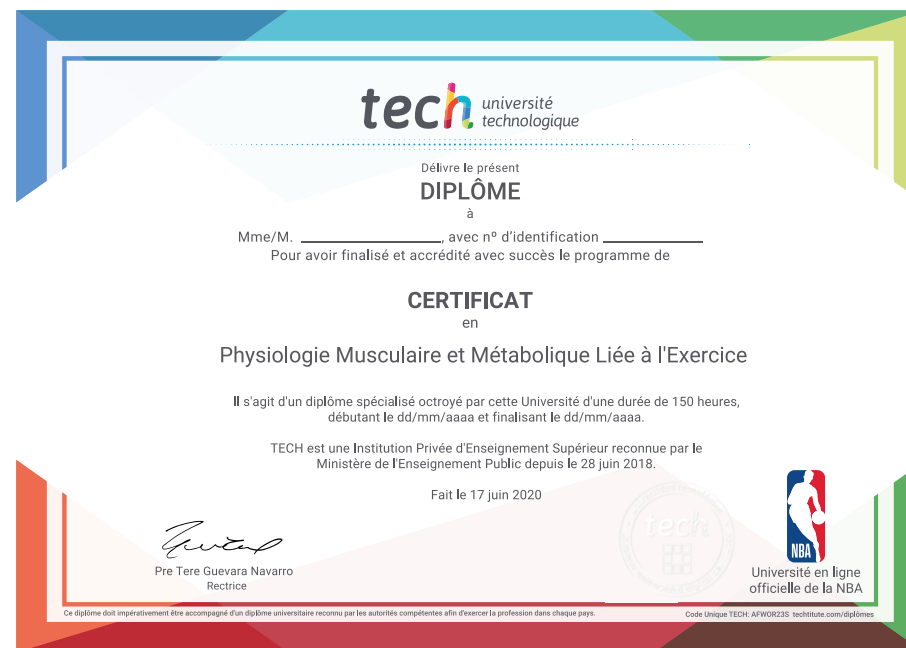 tech université
technologique
Délivre le présent
DIPLÔME
à
Mme/M. ____________________, avec nº d'identification ______________
Pour avoir finalisé et accrédité avec succès le programme de
CERTIFICAT
en
Physiologie Musculaire et Métabolique Liée à l'Exercice
Il s'agit d'un diplôme spécialisé octroyé par cette Université d'une durée de 150 heures,
débutant le dd/mm/aaaa et finalisant le dd/mm/aaaa.
TECH est une Institution Privée d'Enseignement Supérieur reconnue par le
Ministère de l'Enseignement Public depuis le 28 juin 2018.
Fait le 17 juin 2020
tech
NBA
Pre Tere Guevara Navarro
Rectrice
Université en ligne
officielle de la NBA
Ce diplôme doit impérativement être accompagné d'un diplôme universitaire reconnu par les autorités compétentes afin d'exercer la profession dans chaque pays.
Code Unique TECH: AFWOR23S techtitute.com/diplômes